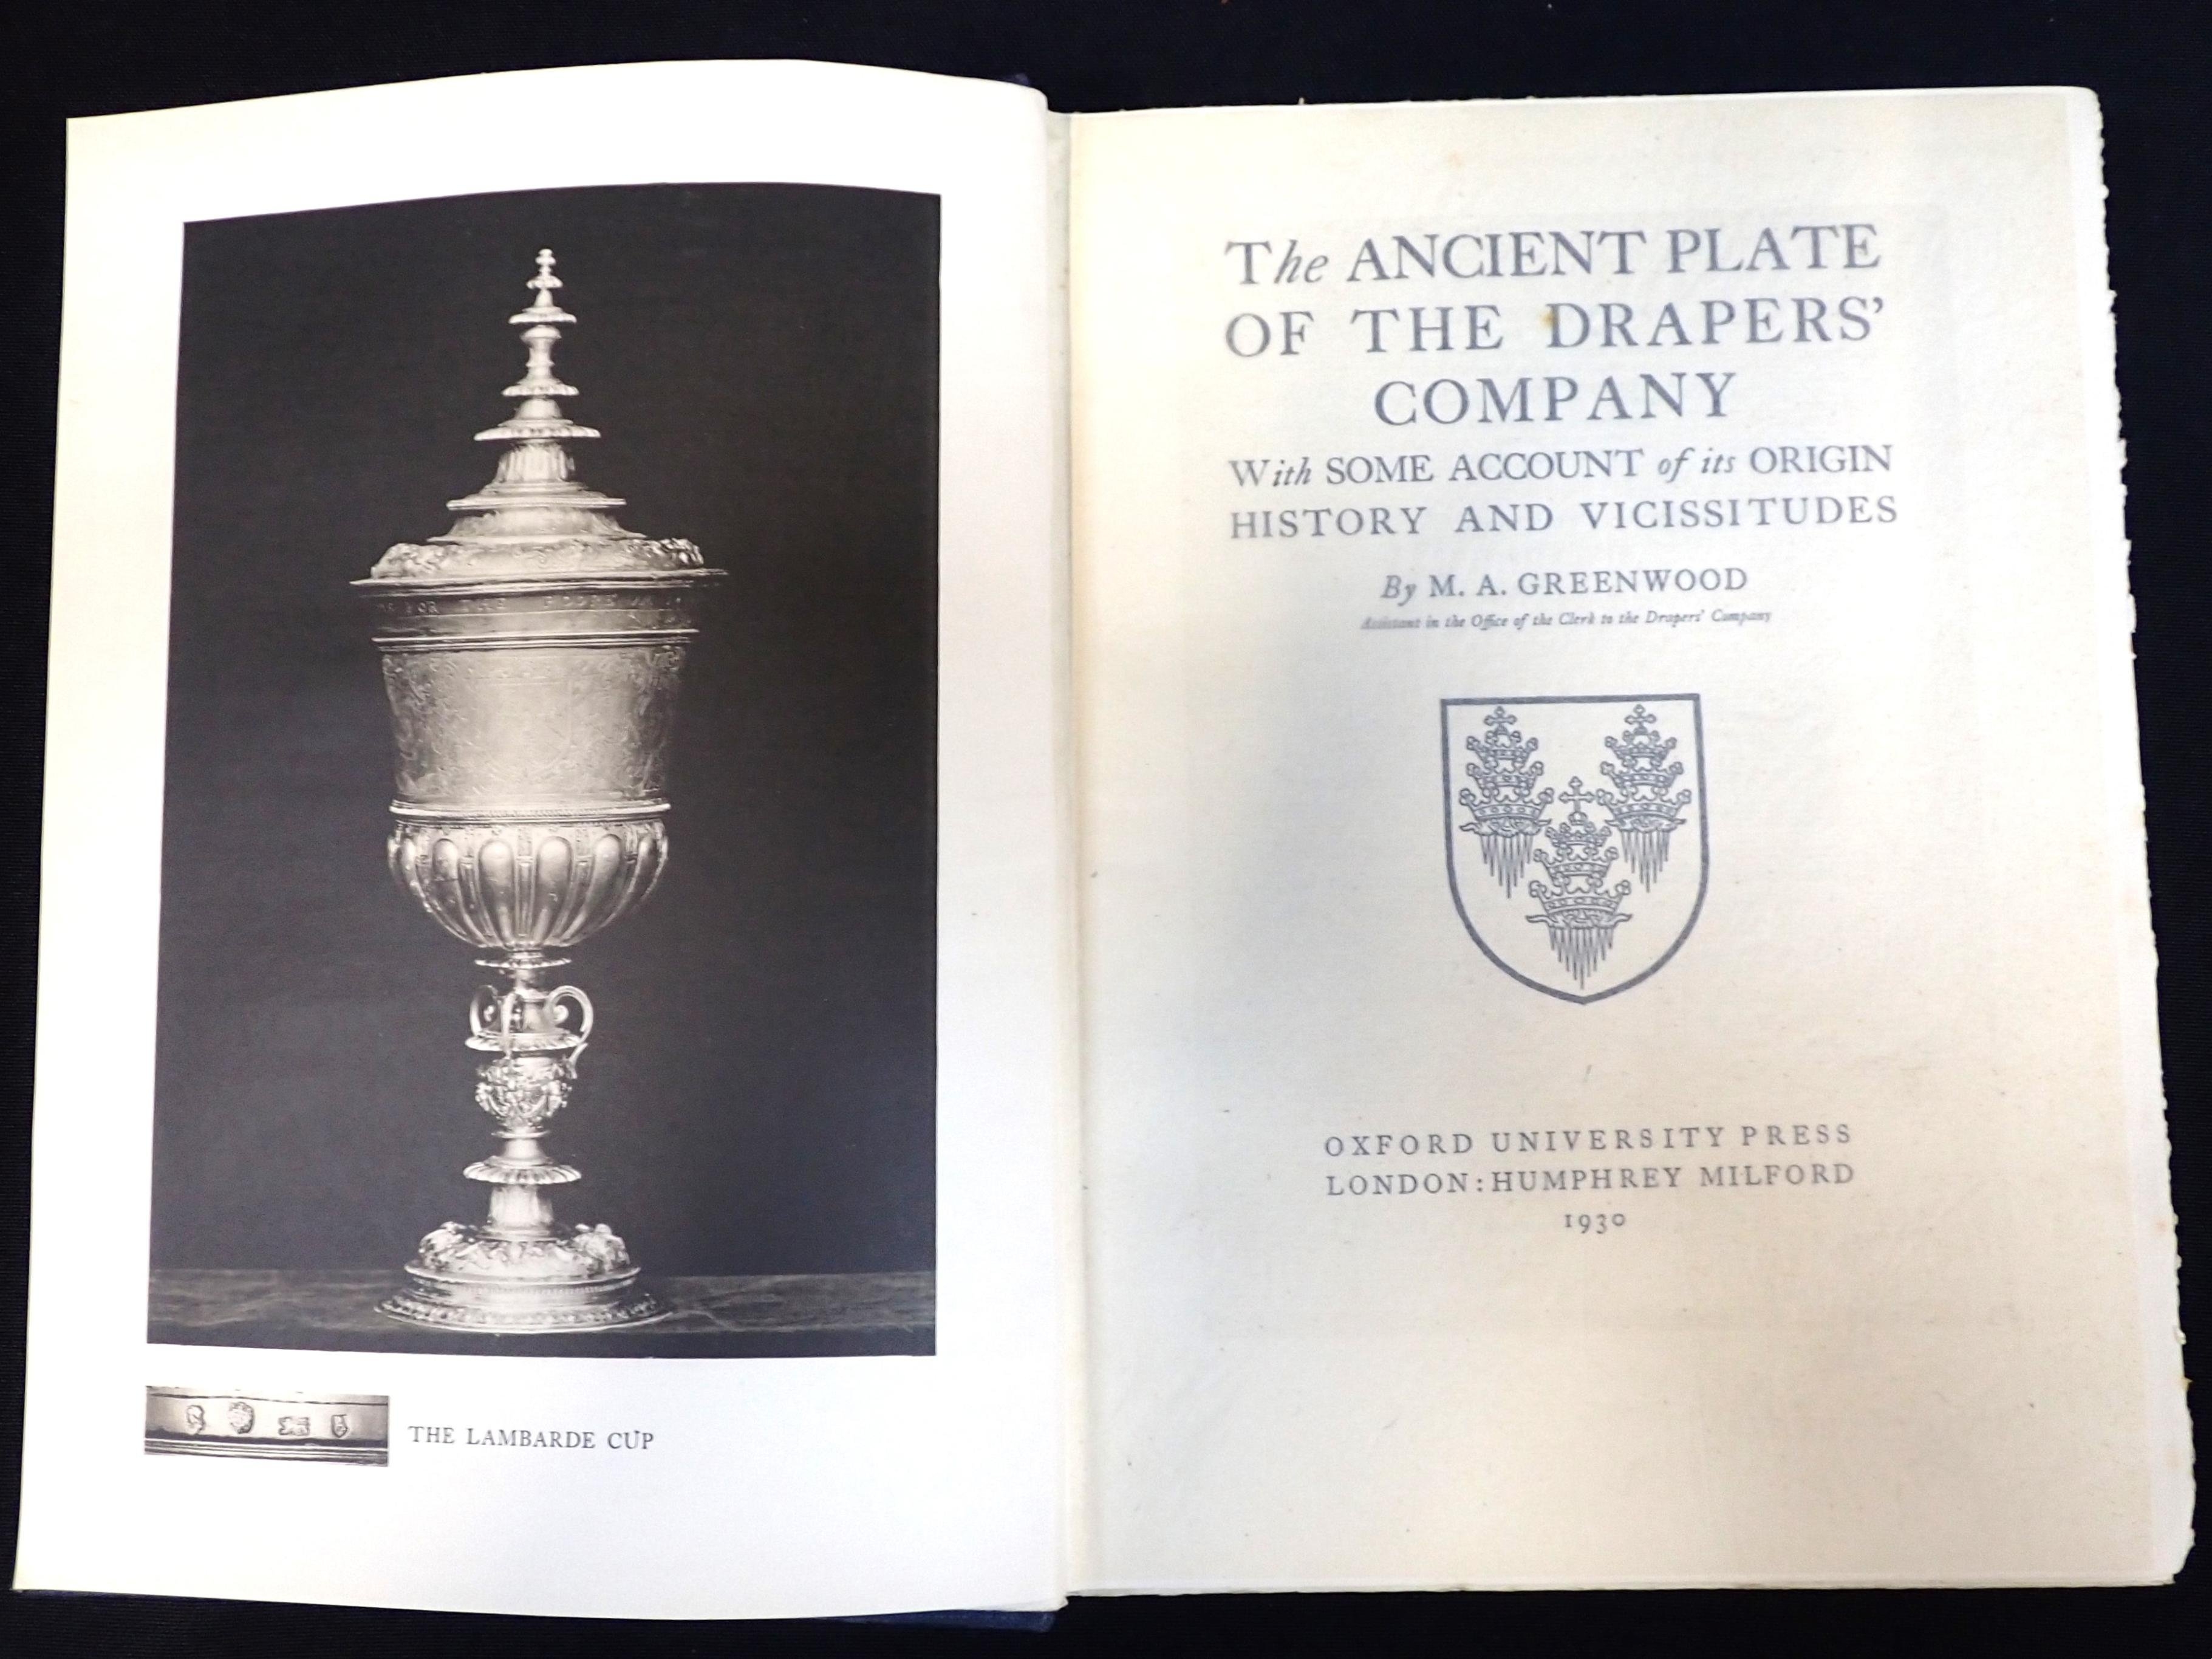 THE LAMBARDE CUP
The ANCIENT PLATE
OF THE DRAPERS'
COMPANY
With SOME ACCOUNT of its ORIGIN
HISTORY AND VICISSITUDES
By M. A. GREENWOOD
Assistant in the Office of the Clerk to the Drapers' Company
OXFORD UNIVERSITY PRESS
LONDON: HUMPHREY MILFORD
1930